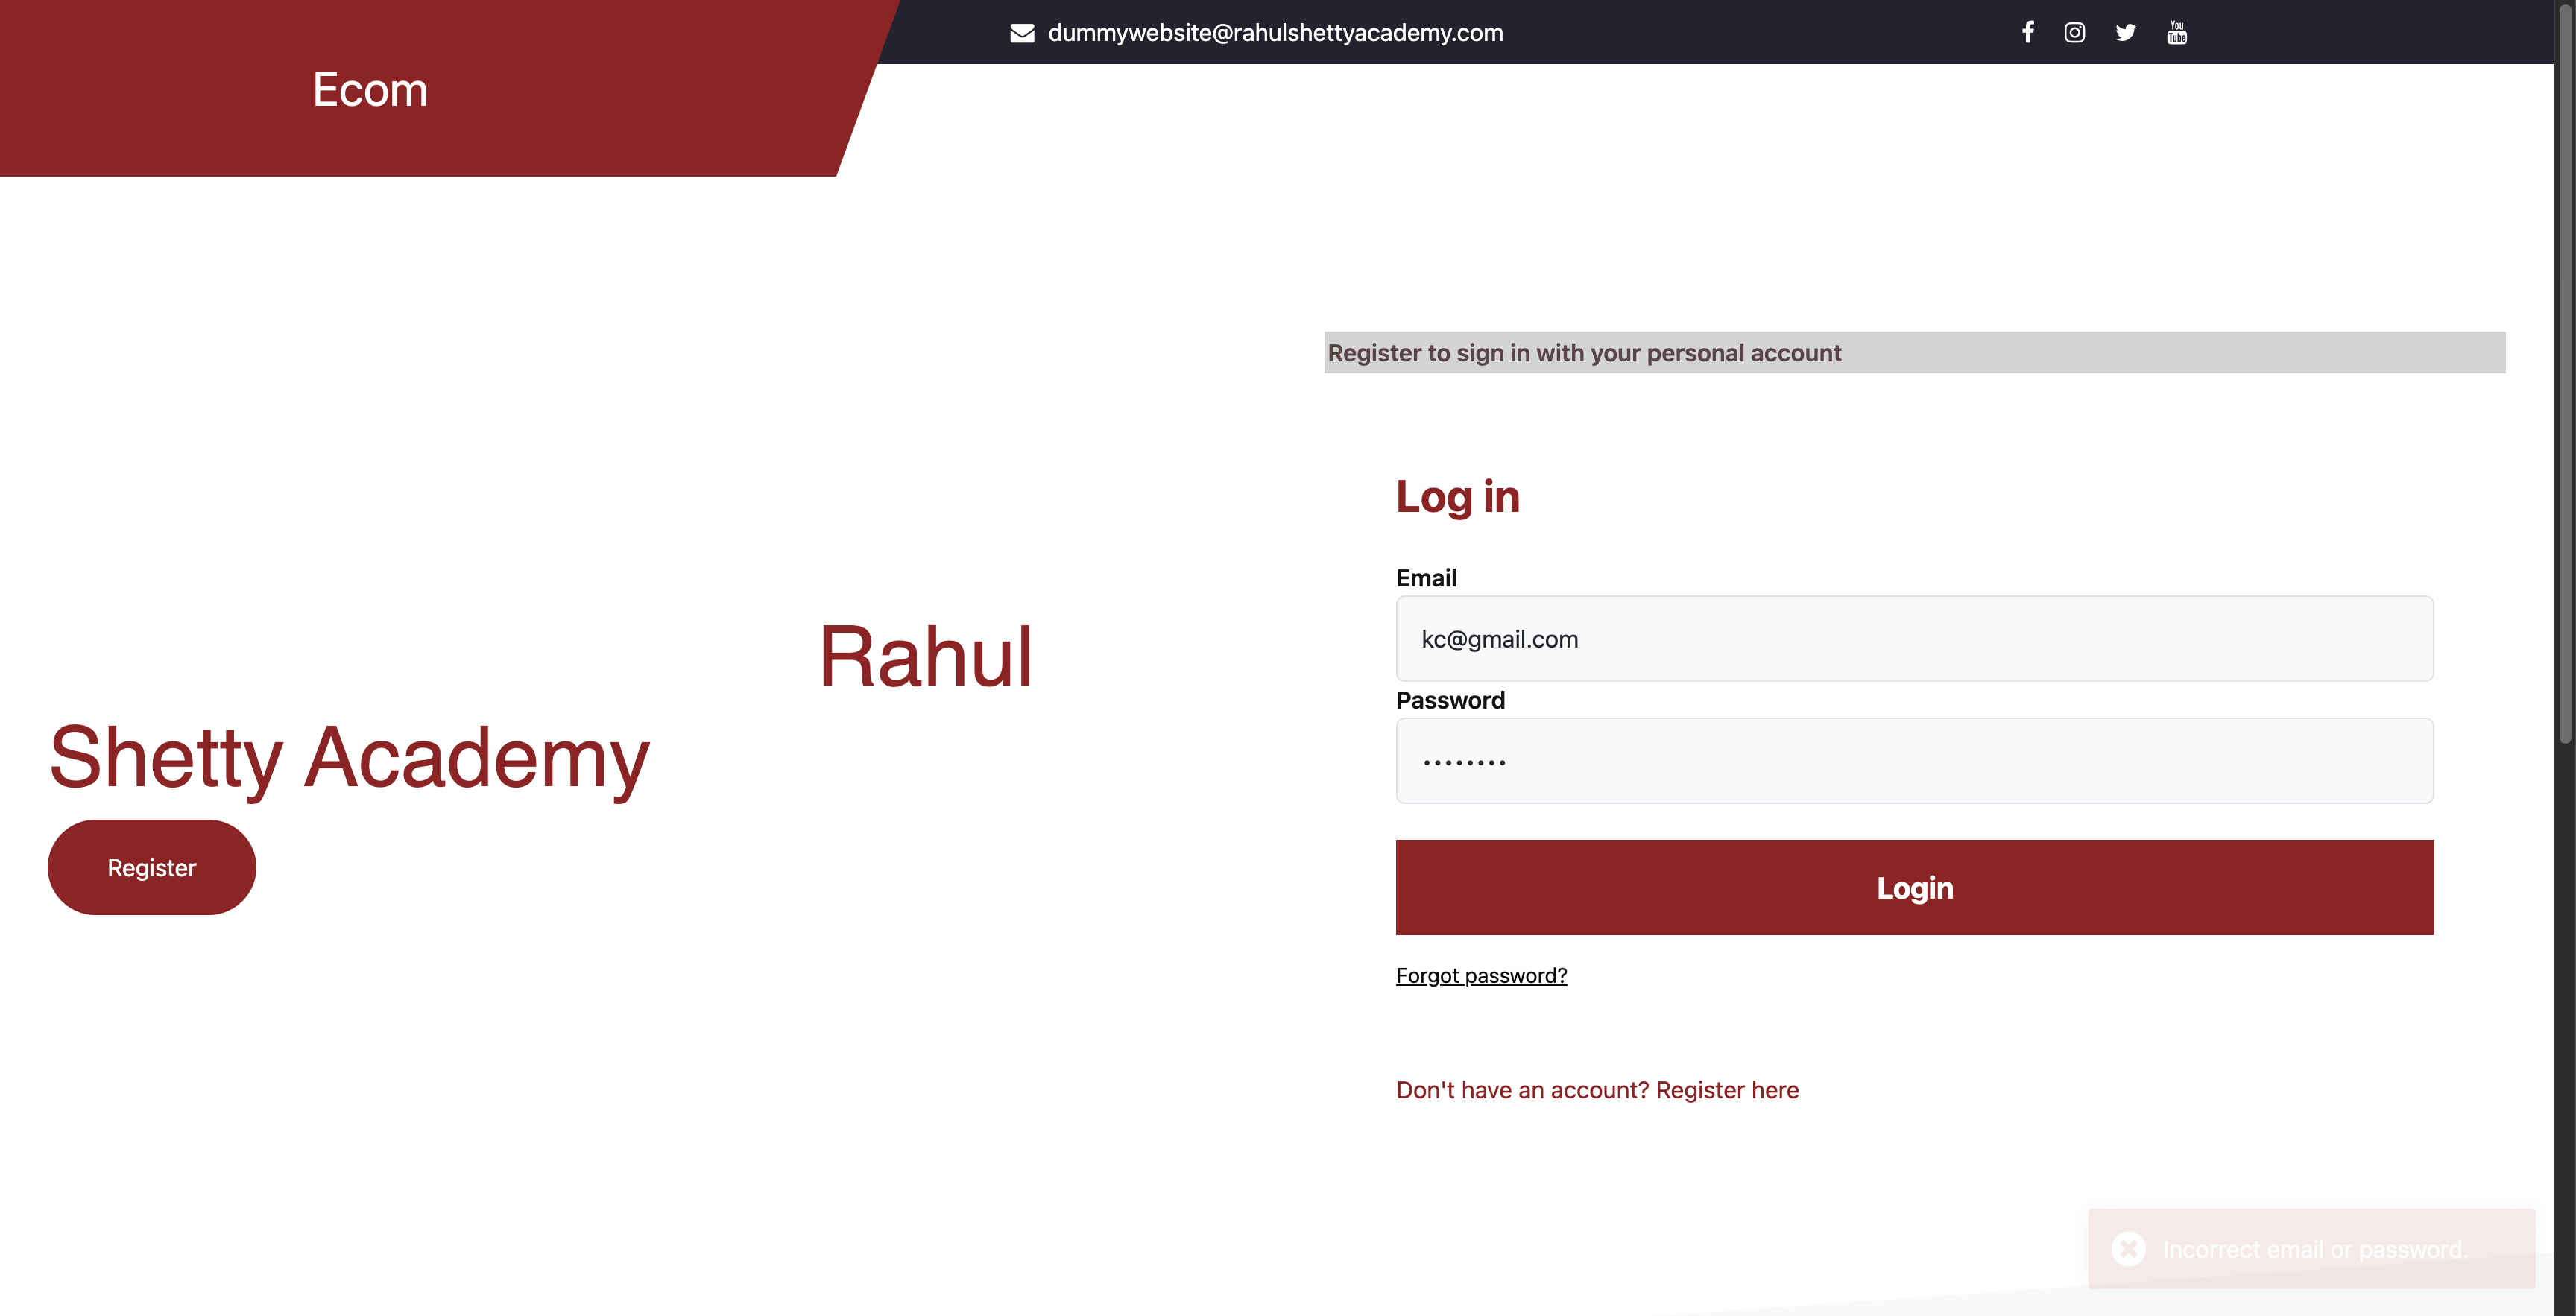 Ecom
dummywebsite@rahulshettyacademy.com
You
Tube
Register to sign in with your personal account
Log in
Email
kc@gmail.com
Rahul
Shetty Academy
Register
Password
Login
Forgot password?
Don't have an account? Register here
Incorrect email or password.